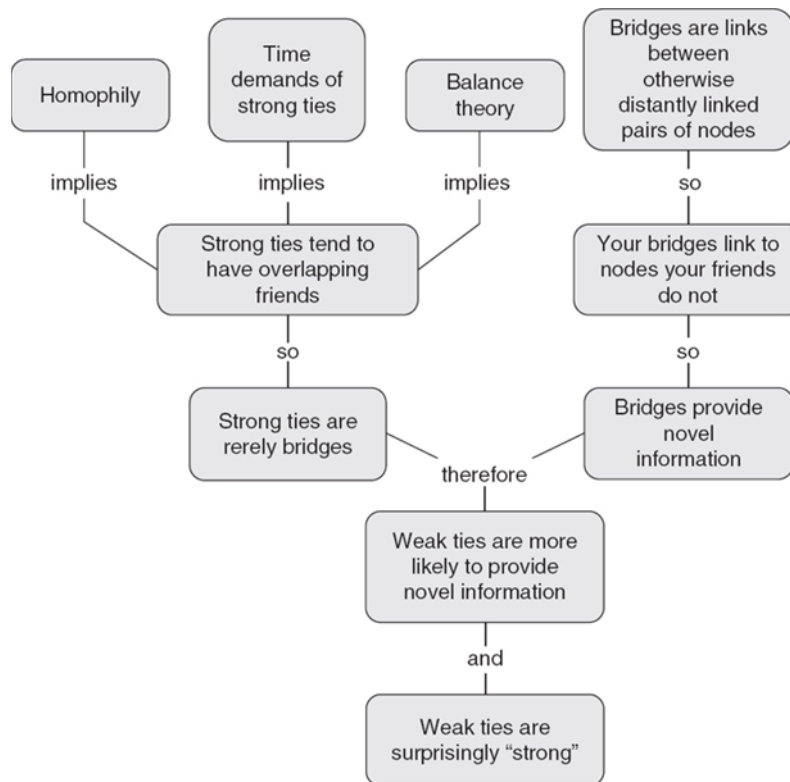 Homophily
Time
demands of
strong ties
Balance
theory
Bridges are links
between
otherwise
distantly linked
pairs of nodes
implies
implies
implies
so
Strong ties tend to
have overlapping
friends
Your bridges link to
nodes your friends
do not
so
so
Strong ties are
rerely bridges
Bridges provide
novel
information
therefore
Weak ties are more
likely to provide
novel information
and
Weak ties are
surprisingly “strong”